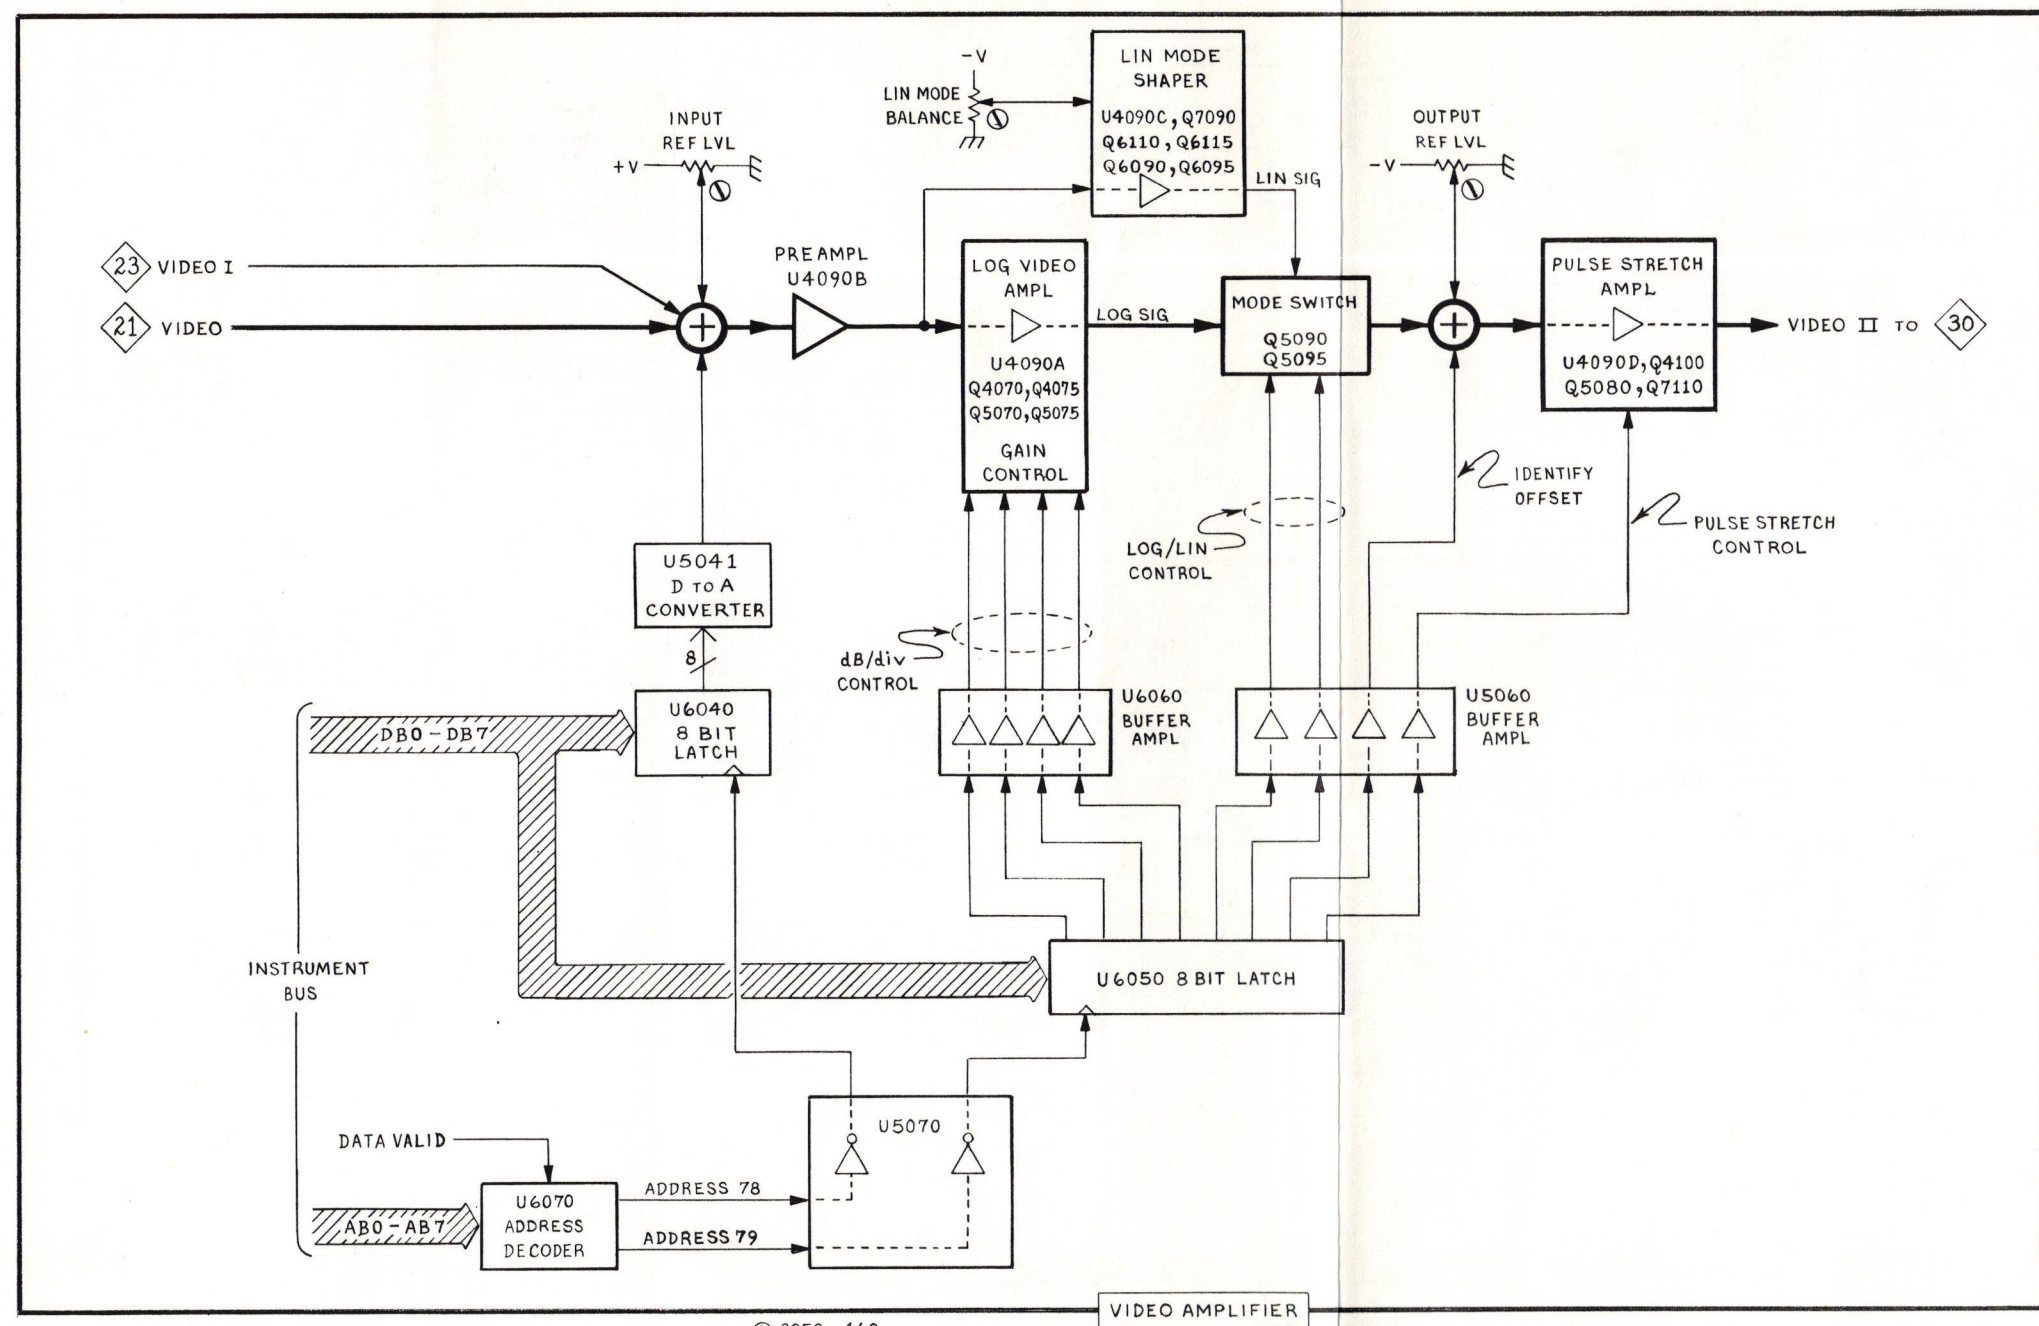 -V
LIN MODE
BALANCE
LIN MODE
SHAPER
U4090C, Q7090
Q6110, Q6115
Q6090, Q6095
LIN SIG
INPUT
REF LVL
+V
OUTPUT
REF LVL
-V
23 VIDEO I
21 VIDEO
PREAMPL
U4090B
LOG VIDEO
AMPL
U4090A
Q4070, Q4075
Q5070, Q5075
GAIN
CONTROL
LOG SIG
MODE SWITCH
Q5090
Q5095
PULSE STRETCH
AMPL
U4090D, Q4100
Q5080, Q7110
VIDEO II TO 30
IDENTIFY
OFFSET
PULSE STRETCH
CONTROL
LOG/LIN
CONTROL
U5041
D TO A
CONVERTER
8
dB/div
CONTROL
DB0-DB7
U6040
8 BIT
LATCH
U6060
BUFFER
AMPL
U5060
BUFFER
AMPL
INSTRUMENT
BUS
U6050 8 BIT LATCH
DATA VALID
U5070
AB0-AB7
U6070
ADDRESS
DECODER
ADDRESS 78
ADDRESS 79
VIDEO AMPLIFIER